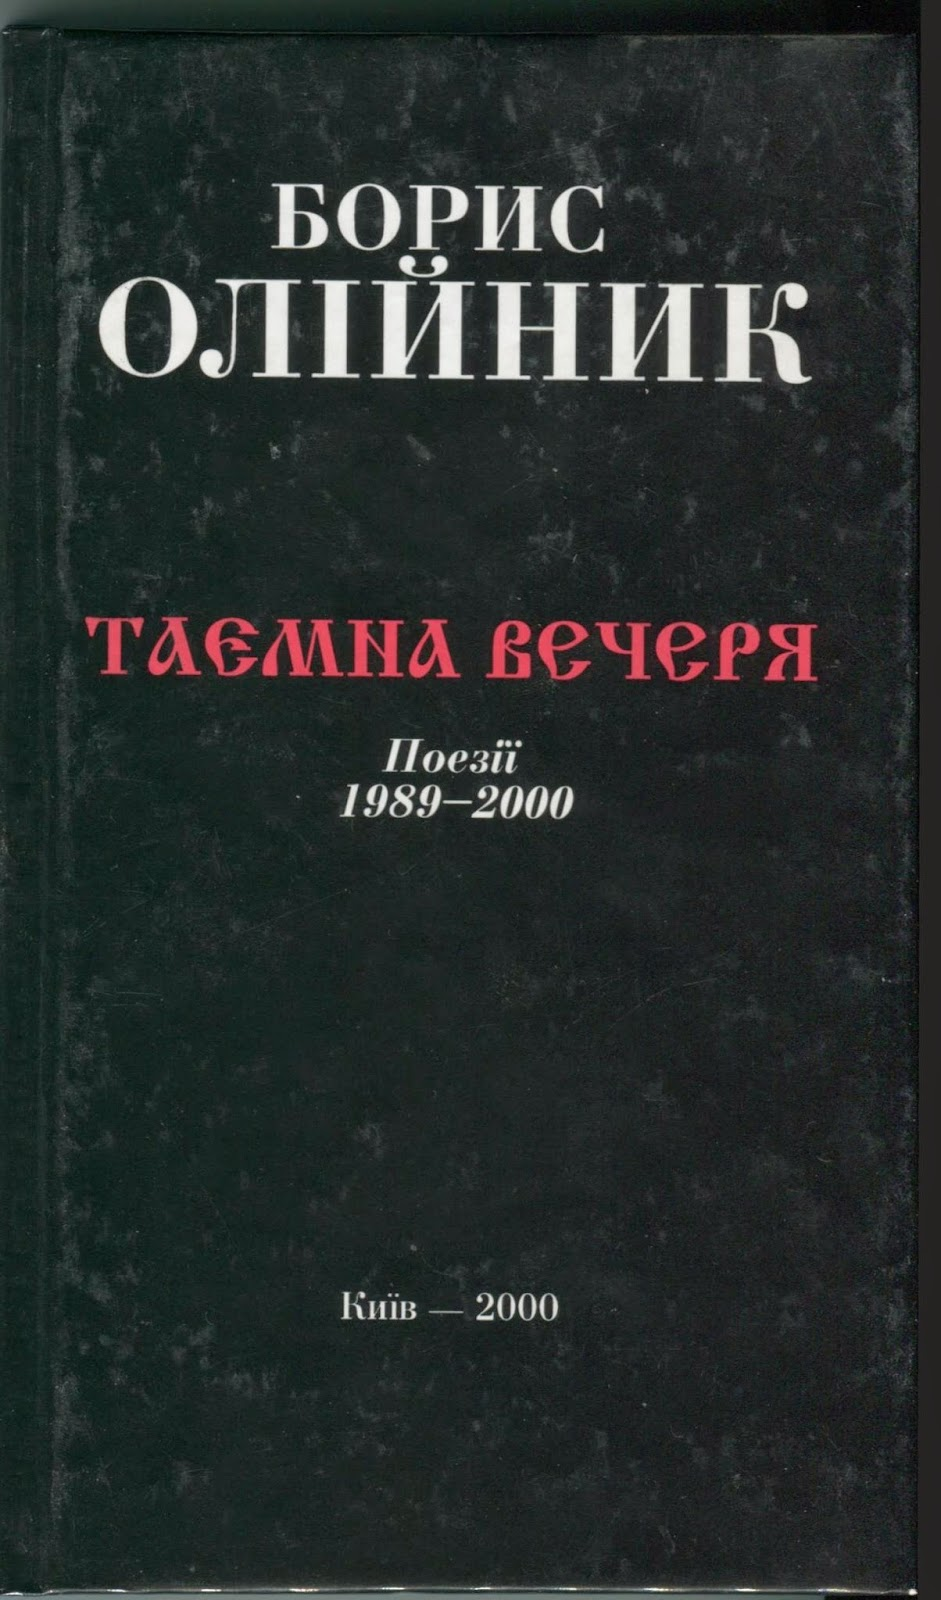 БОРИС
ОЛІЙНИК
ТАЄМНА ВЕЧЕРЯ
Поезії
1989–2000
Київ — 2000